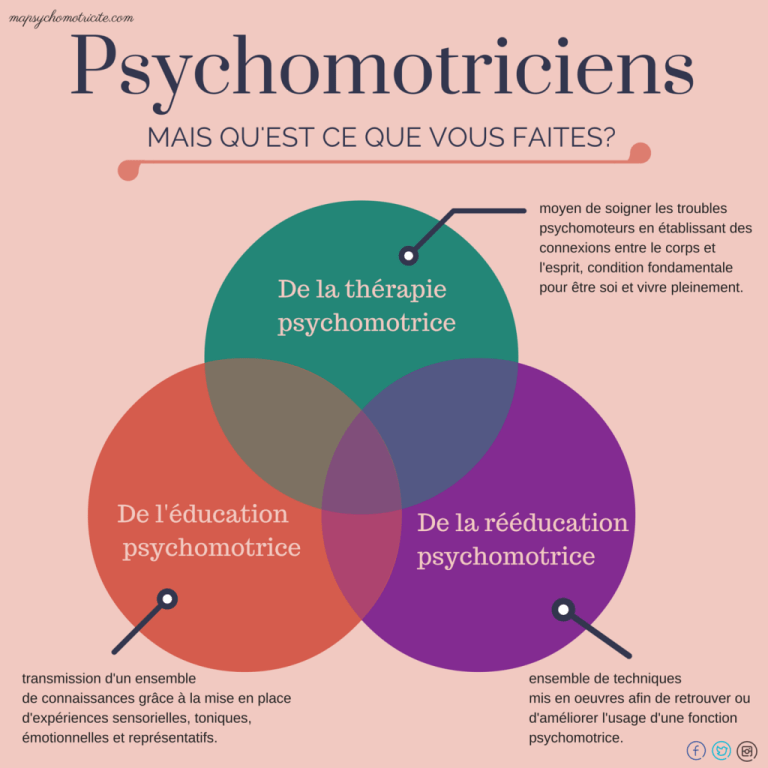 mapsychomotricite.com
Psychomotriciens
MAIS QU'EST CE QUE VOUS FAITES?
moyen de soigner les troubles
psychomoteurs en établissant des
connexions entre le corps et
l'esprit, condition fondamentale
pour être soi et vivre pleinement.
De la thérapie
psychomotrice
De l'éducation
psychomotrice
De la rééducation
psychomotrice
transmission d'un ensemble
de connaissances grâce à la mise en place
d'expériences sensorielles, toniques,
émotionnelles et représentatifs.
ensemble de techniques
mis en oeuvres afin de retrouver ou
d'améliorer l'usage d'une fonction
psychomotrice.